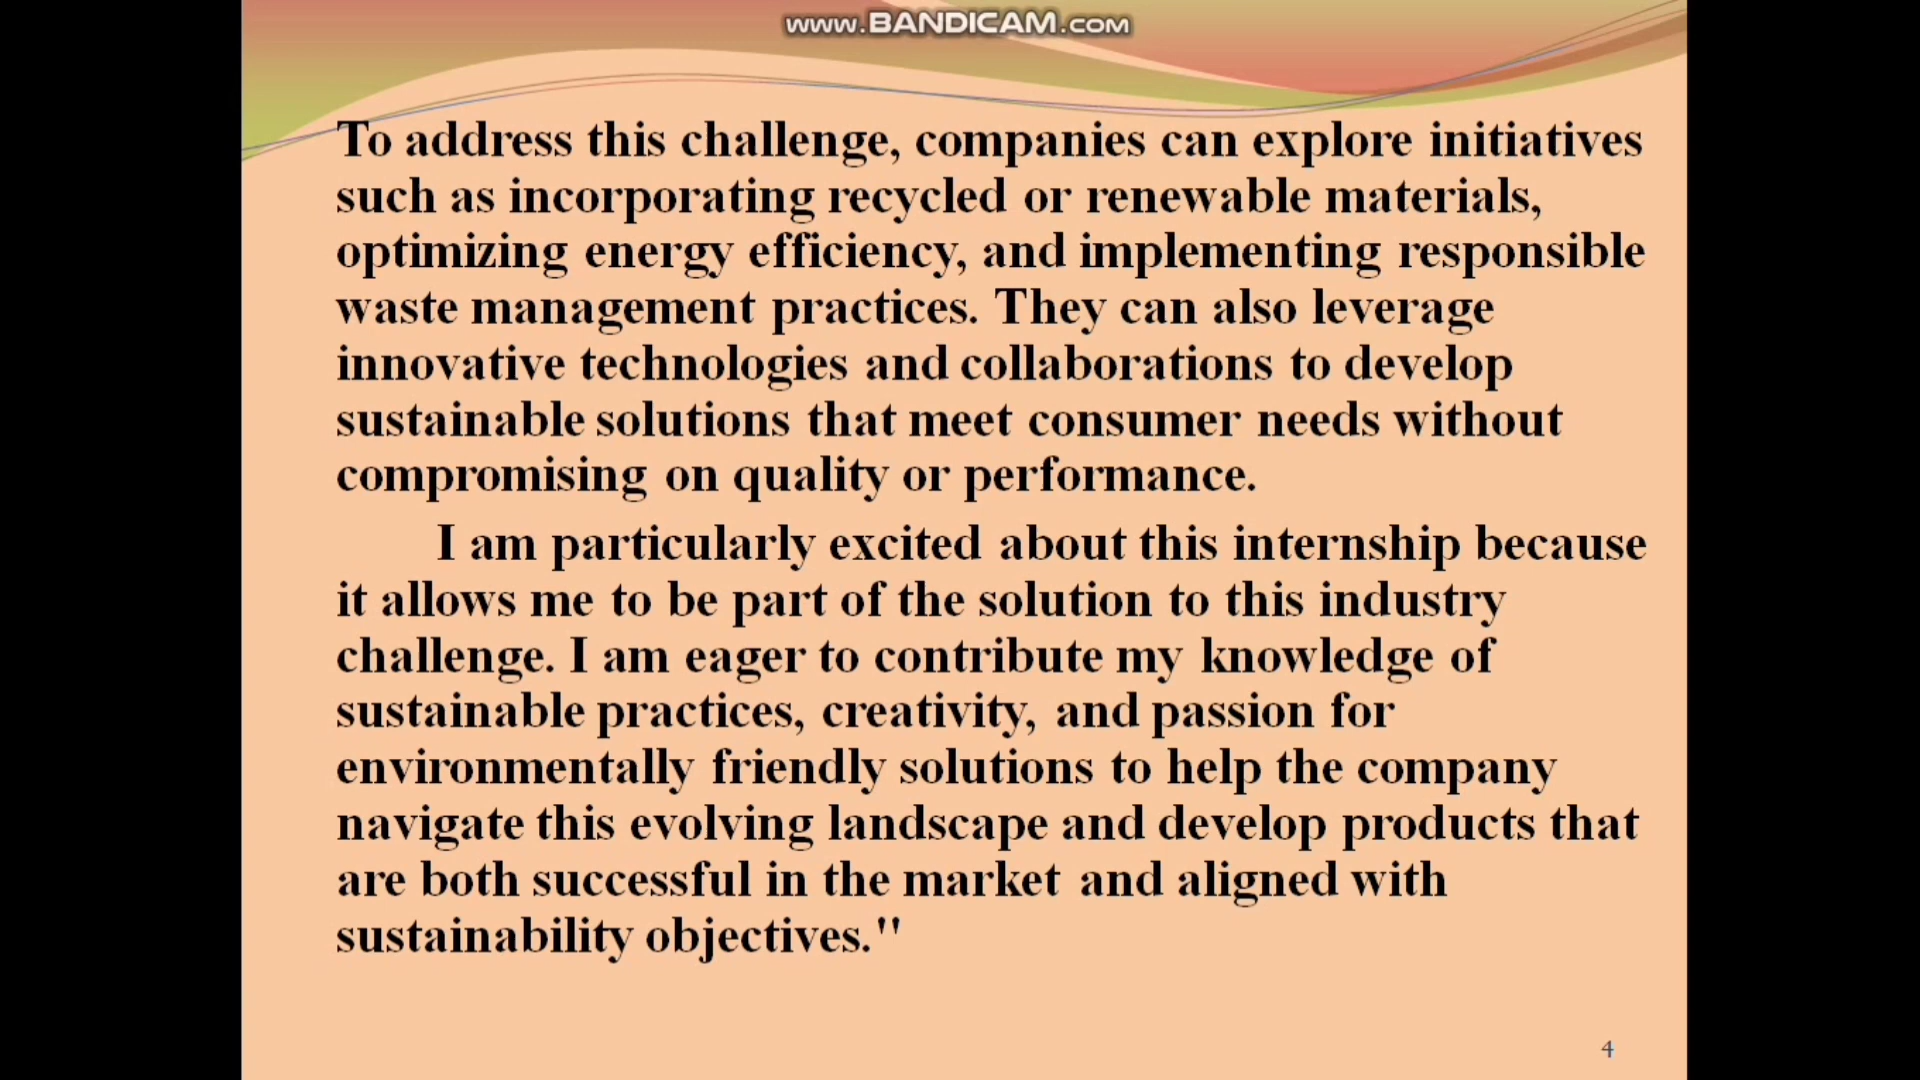 www.BANDICAM.com
To address this challenge, companies can explore initiatives
such as incorporating recycled or renewable materials,
optimizing energy efficiency, and implementing responsible
waste management practices. They can also leverage
innovative technologies and collaborations to develop
sustainable solutions that meet consumer needs without
compromising on quality or performance.
I am particularly excited about this internship because
it allows me to be part of the solution to this industry
challenge. I am eager to contribute my knowledge of
sustainable practices, creativity, and passion for
environmentally friendly solutions to help the company
navigate this evolving landscape and develop products that
are both successful in the market and aligned with
sustainability objectives."
4